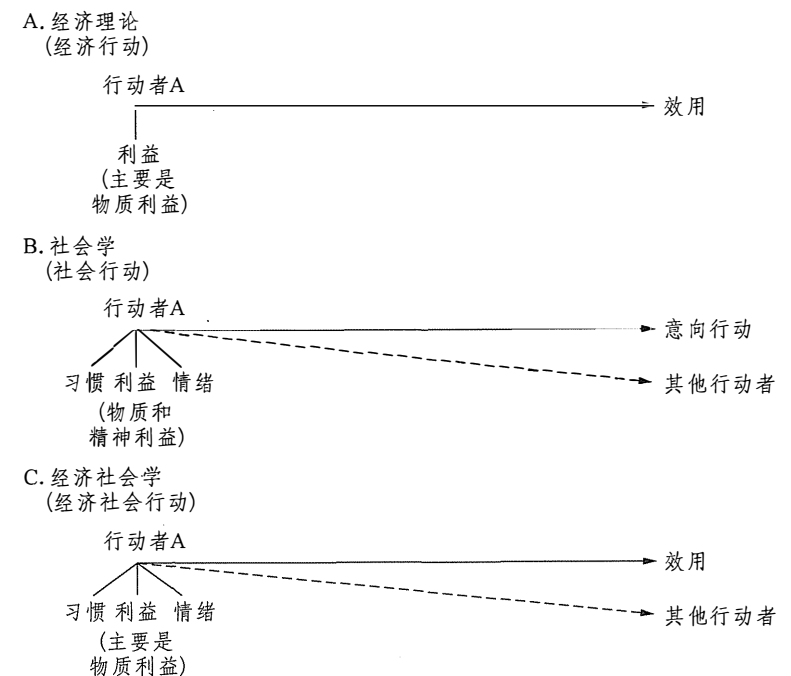 A. 经济理论
(经济行动)
行动者A
效用
利益
(主要是
物质利益)
B. 社会学
(社会行动)
行动者A
意向行动
其他行动者
习惯 利益 情绪
(物质和
精神利益)
C. 经济社会学
(经济社会行动)
行动者A
效用
其他行动者
习惯 利益 情绪
(主要是
物质利益)